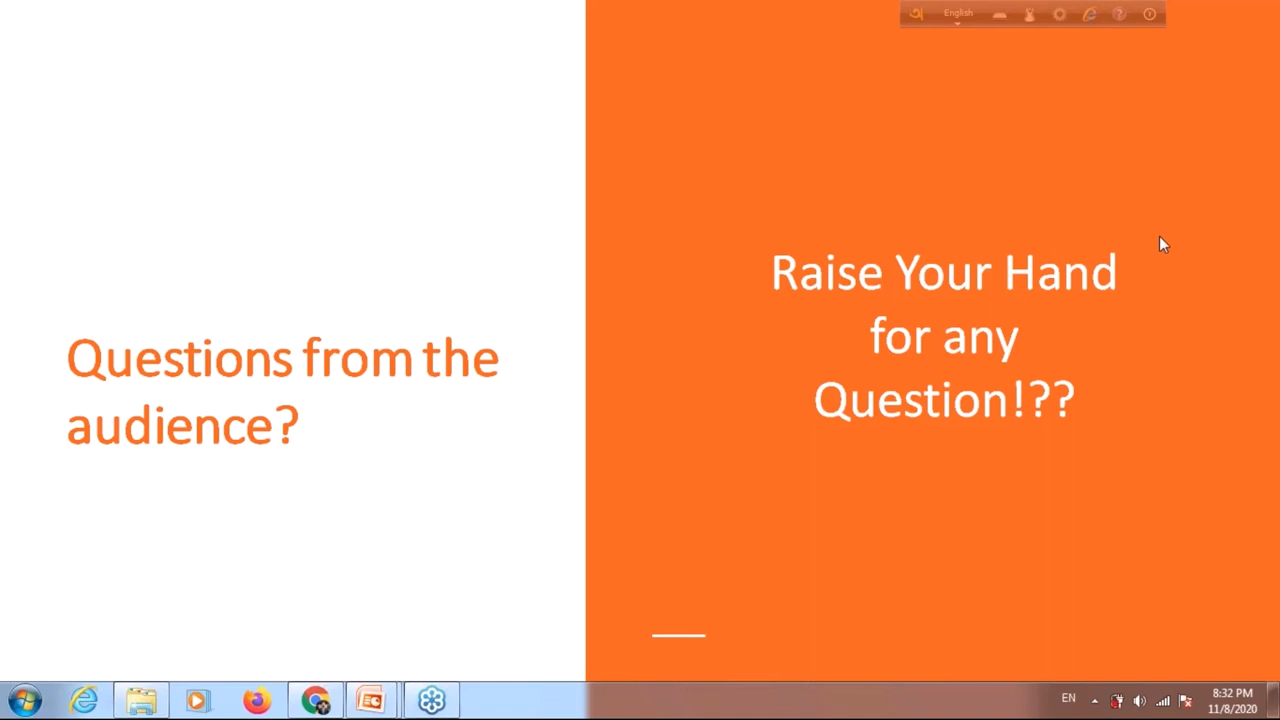 অ English
Questions from the
audience?
Raise Your Hand
for any
Question!??
EN
8:32 PM
11/8/2020